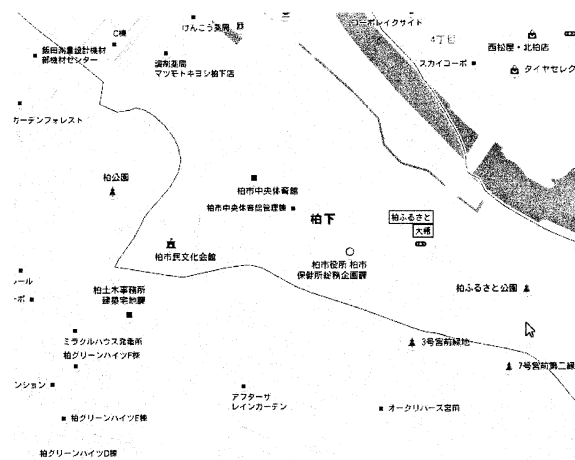 C棟
けんこう薬局
コーポレイクサイド
4丁目
西松屋・北柏店
飯田測量設計機材
部機材センター
調剤薬局
マツモトキヨシ柏下店
スカイコーポ
タイヤセレク
ガーデンフォレスト
柏公園
柏市中央体育館
柏市中央体育館管理棟
柏下
柏ふるさと
大橋
柏市民文化会館
柏市役所 柏市
保健所総務企画課
柏土木事務所
建築宅地課
柏ふるさと公園
ミラクルハウス発電所
3号宮前緑地
柏グリーンハイツF棟
7号宮前第二緑
ンション
アフターサ
レインガーデン
オークリハース宮前
柏グリーンハイツE棟
柏グリーンハイツD棟